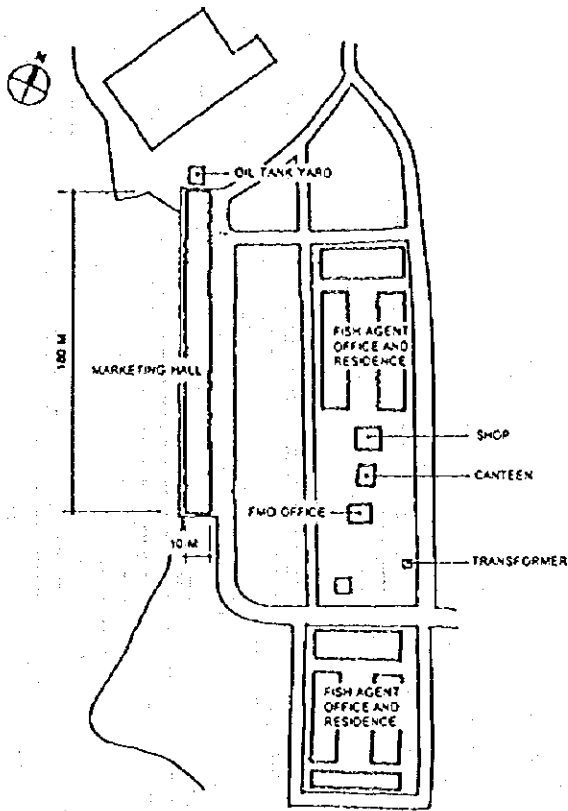 N
OIL TANK YARD
180 M
MARKETING HALL
FISH AGENT
OFFICE AND
RESIDENCE
SHOP
CANTEEN
FMO OFFICE
10 M
TRANSFORMER
FISH AGENT
OFFICE AND
RESIDENCE